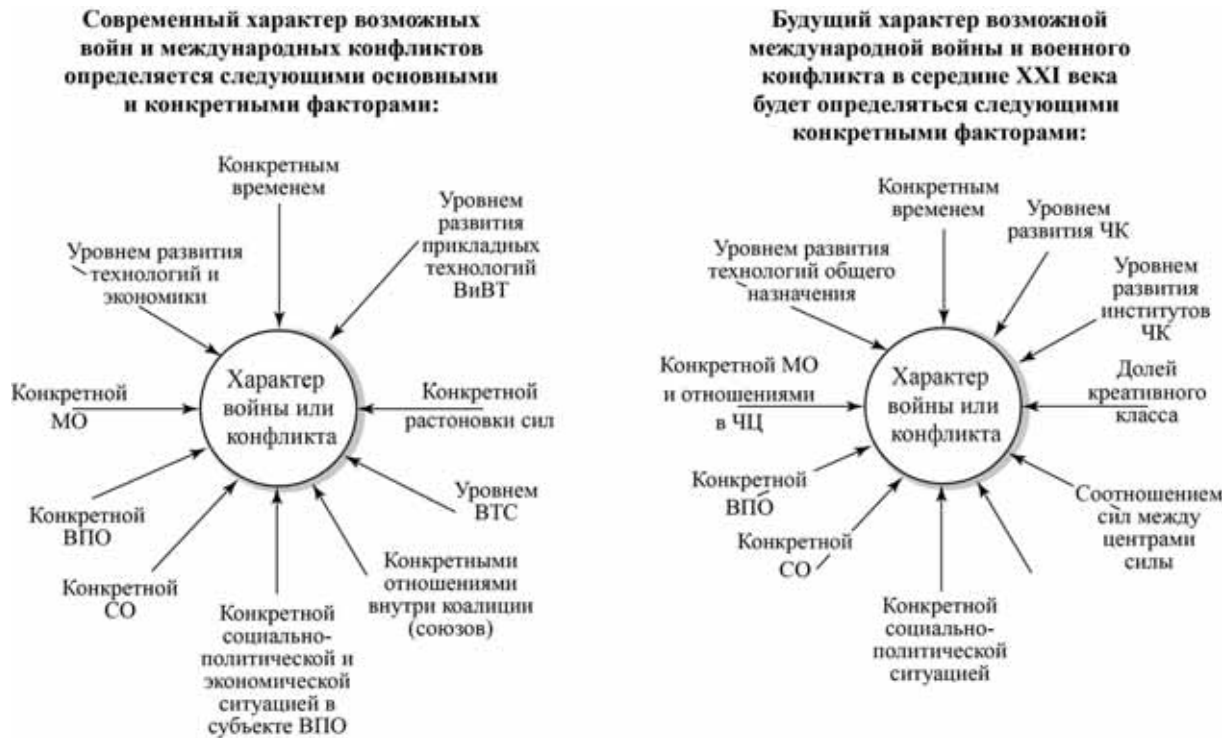 Современный характер возможных
войн и международных конфликтов
определяется следующими основными
и конкретными факторами:
Конкретным
временем
Уровнем
развития
прикладных
технологий
ВиВТ
Уровнем развития
технологий и
экономики
Конкретной
МО
Характер
войны или
конфликта
Конкретной
растоновки сил
Конкретной
ВПО
Уровнем
ВТС
Конкретной
СО
Конкретными
отношениями
внутри коалиции
(союзов)
Конкретной
социально-
политической и
экономической
ситуацией в
субъекте ВПО
Будущий характер возможной
международной войны и военного
конфликта в середине XXI века
будет определяться следующими
конкретными факторами:
Конкретным
временем
Уровнем
развития ЧК
Уровнем развития
технологий общего
назначения
Уровнем
развития
институтов
ЧК
Конкретной МО
и отношениями
в ЧЦ
Характер
войны или
конфликта
Долей
креативного
класса
Конкретной
ВПО
Соотношением
сил между
центрами
силы
Конкретной
СО
Конкретной
социально-
политической
ситуацией